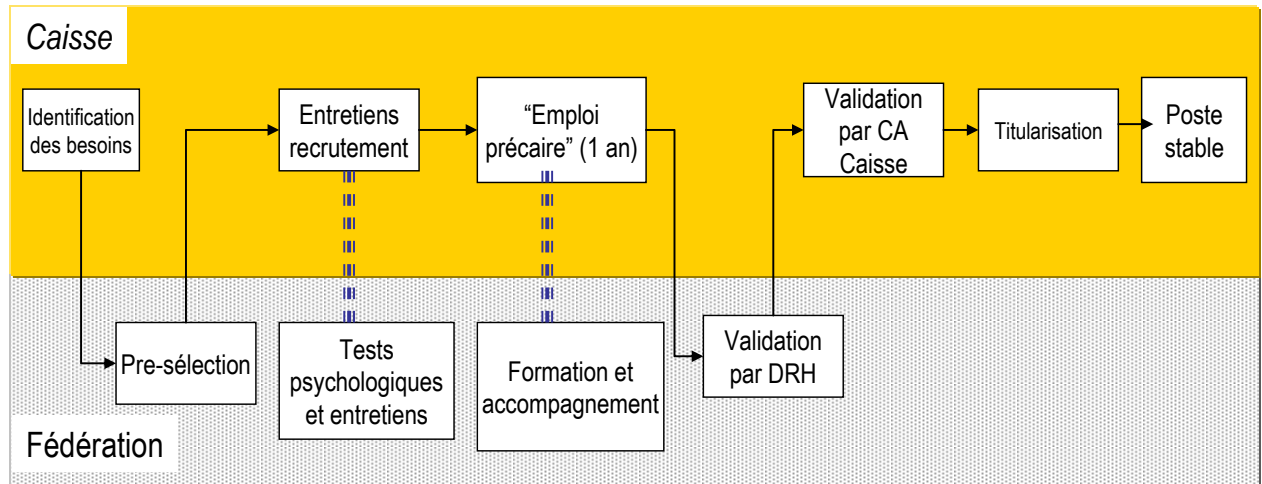 Caisse
Identification
des besoins
Entretiens
recrutement
“Emploi
précaire” (1 an)
Validation
par CA
Caisse
Titularisation
Poste
stable
Pre-sélection
Tests
psychologiques
et entretiens
Formation et
accompagnement
Validation
par DRH
Fédération